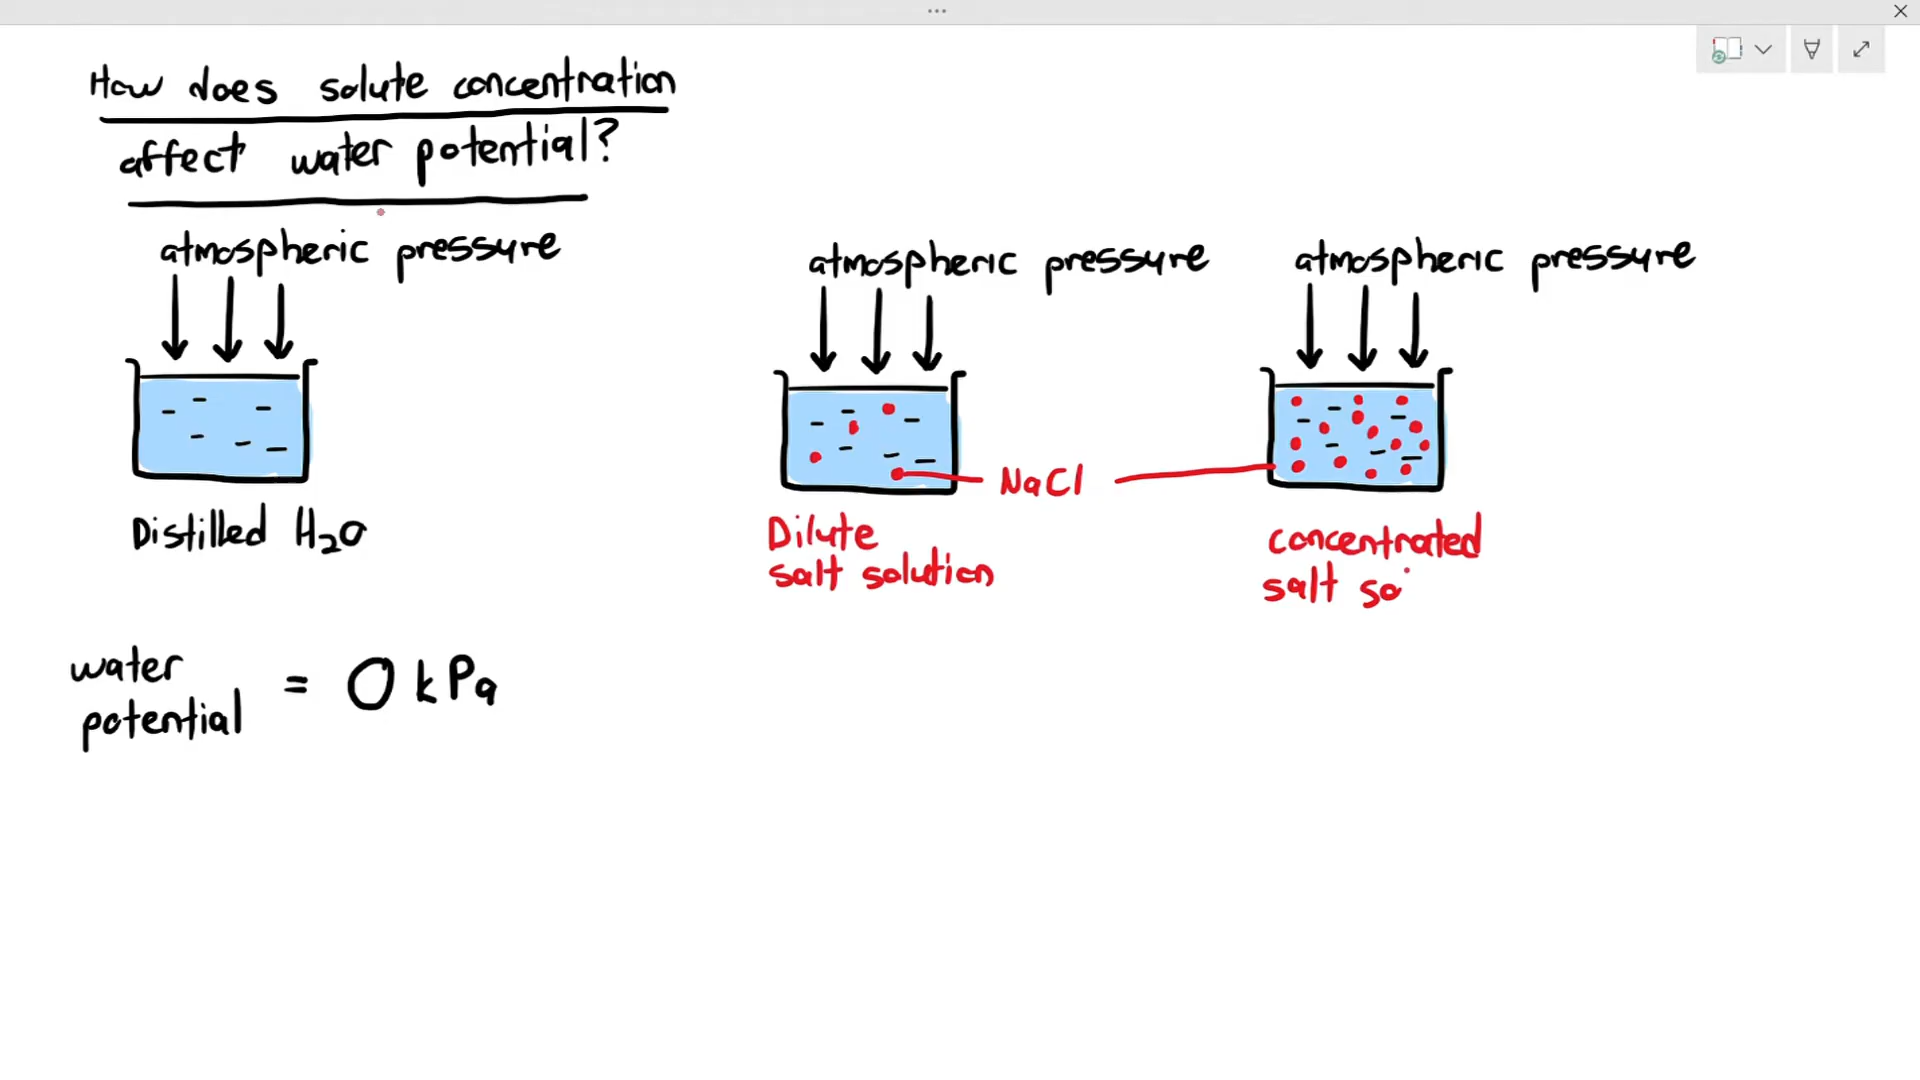 How does solute concentration
affect water potential?
atmospheric pressure
atmospheric pressure
atmospheric pressure
NaCl
Distilled H₂O
Dilute
salt solution
concentrated
salt so
water
potential = 0 kPa